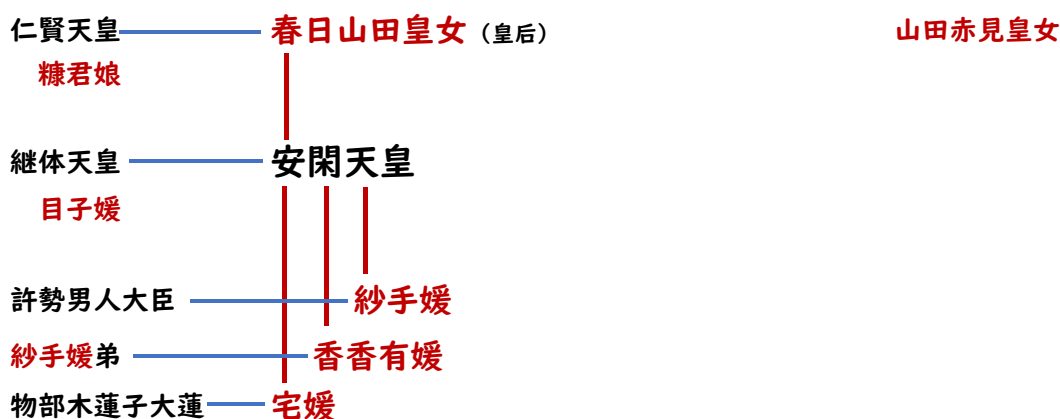 仁賢天皇 春日山田皇女（皇后） 山田赤見皇女
糠君娘
継体天皇 安閑天皇
目子媛
許勢男人大臣 紗手媛
紗手媛弟 香香有媛
物部木蓮子大蓮 宅媛